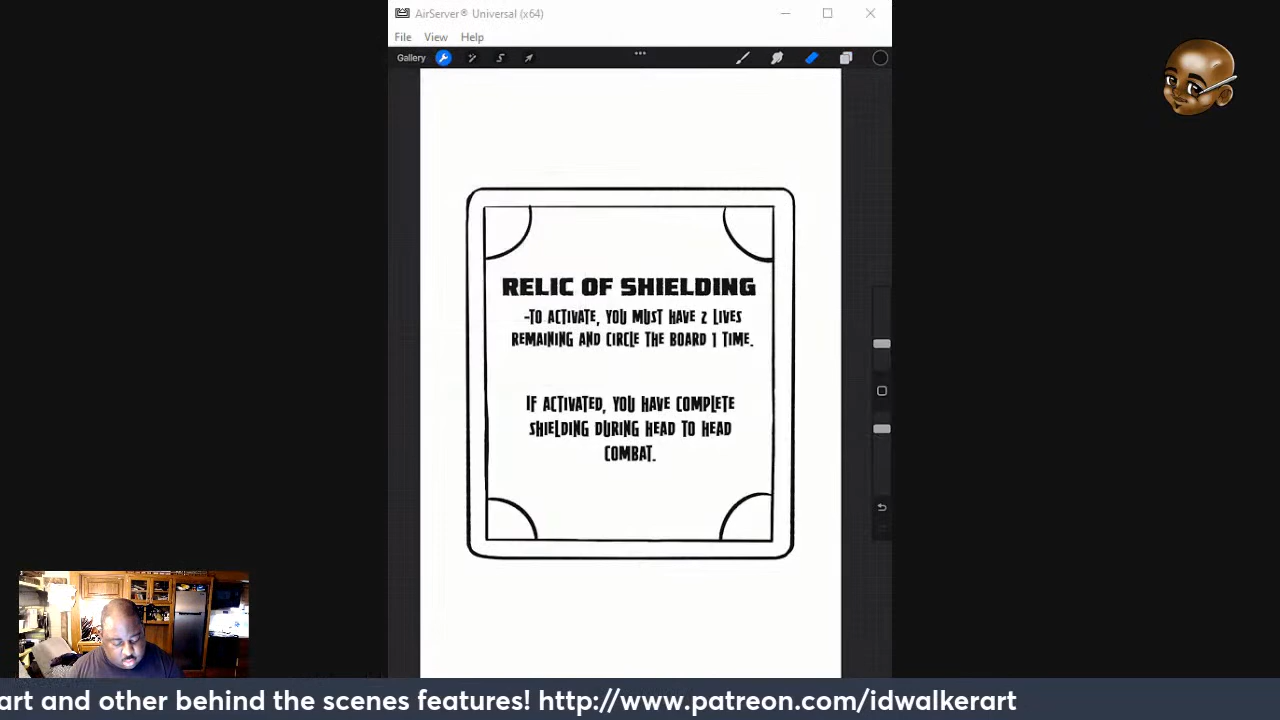 AirServer® Universal (x64)
File View Help
Gallery
RELIC OF SHIELDING
-TO ACTIVATE, YOU MUST HAVE 2 LIVES
REMAINING AND CIRCLE THE BOARD 1 TIME.
IF ACTIVATED, YOU HAVE COMPLETE
SHIELDING DURING HEAD TO HEAD
COMBAT.
art and other behind the scenes features! http://www.patreon.com/idwalkerart